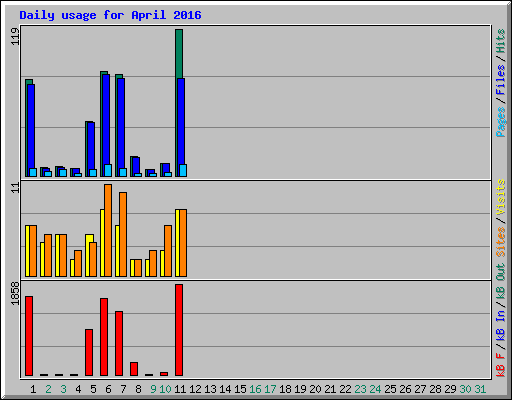 Daily usage for April 2016
119
Pages / Files / Hits
11
Sites / Visits
1858
kB F / kB In / kB Out
1 2 3 4 5 6 7 8 9 10 11 12 13 14 15 16 17 18 19 20 21 22 23 24 25 26 27 28 29 30 31